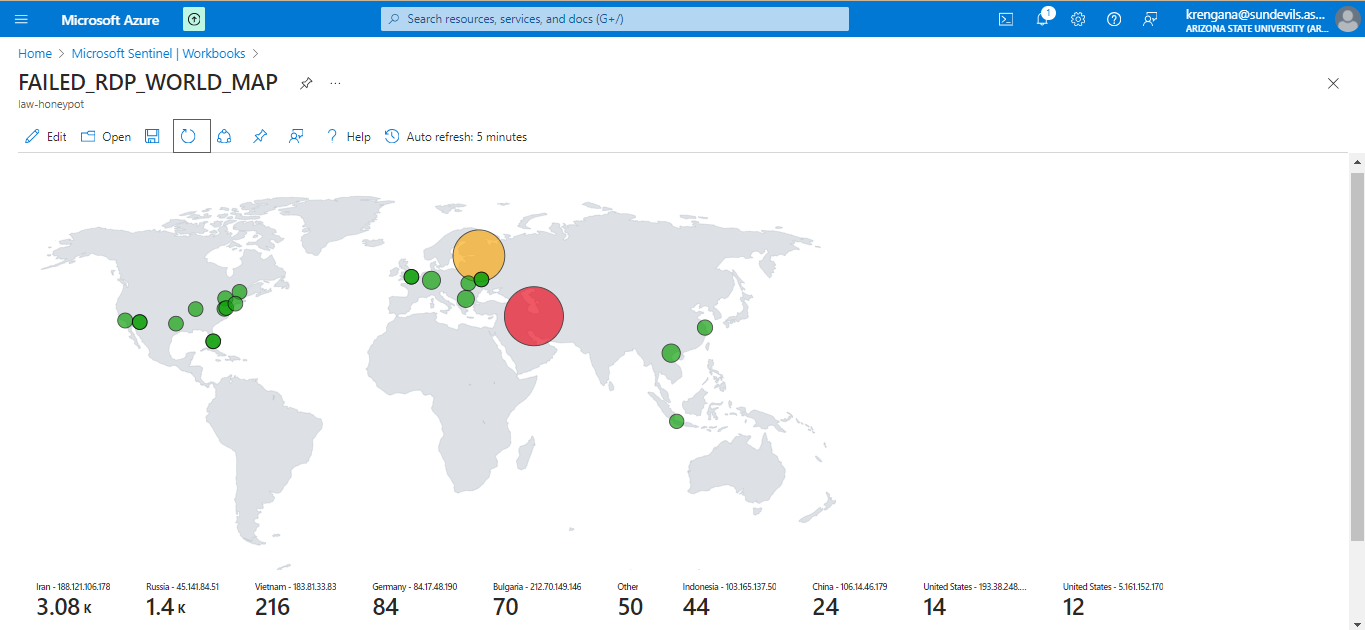 Microsoft Azure
Search resources, services, and docs (G+/)
1
krengana@sundevils.as...
ARIZONA STATE UNIVERSITY (AR...
Home > Microsoft Sentinel | Workbooks >
FAILED_RDP_WORLD_MAP ...
law-honeypot
Edit Open Help Auto refresh: 5 minutes
Iran - 188.121.106.178 Russia - 45.141.84.51 Vietnam - 183.81.33.83 Germany - 84.17.48.190 Bulgaria - 212.70.149.146 Other Indonesia - 103.165.137.50 China - 106.14.46.179 United States - 193.38.248.... United States - 5.161.152.170
3.08 K 1.4 K 216 84 70 50 44 24 14 12